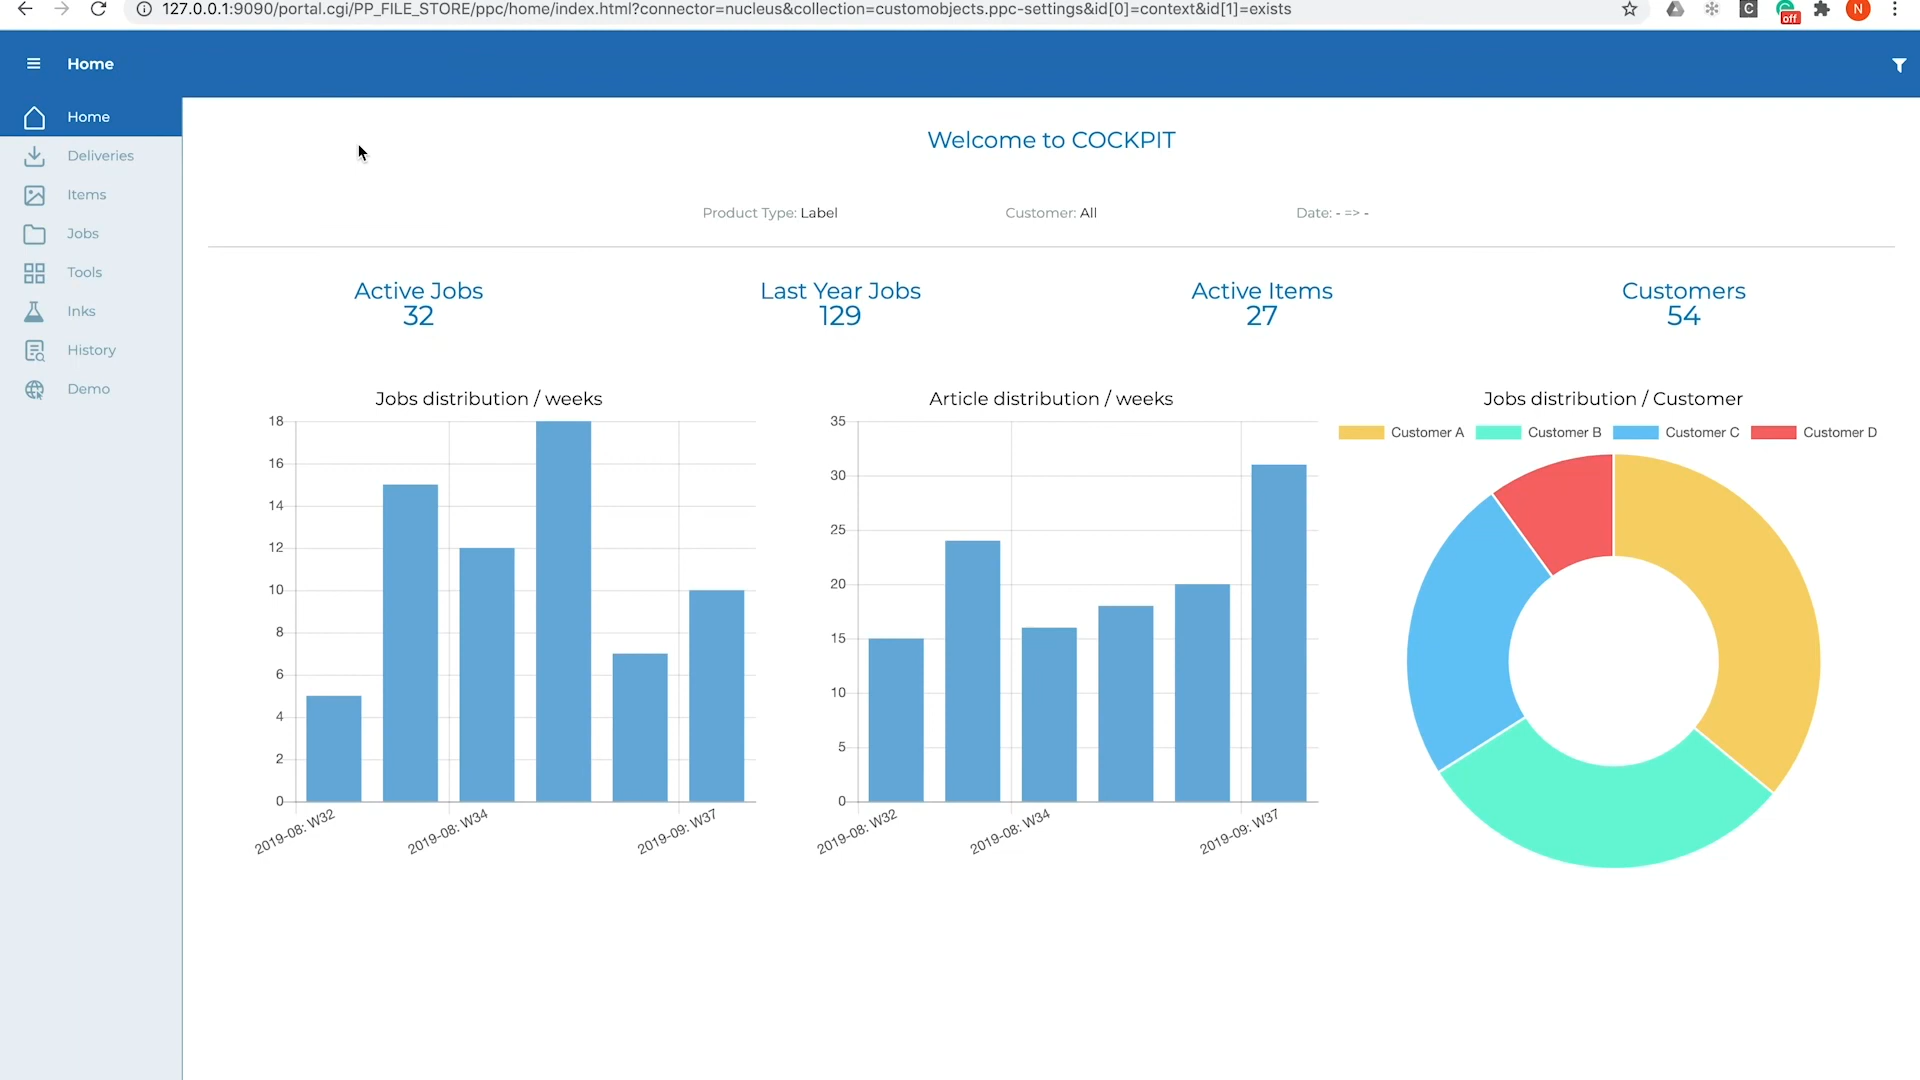 127.0.0.1:9090/portal.cgi/PP_FILE_STORE/ppc/home/index.html?connector=nucleus&collection=customobjects.ppc-settings&id[0]=context&id[1]=exists
C
off
N
Home
Home
Deliveries
Items
Jobs
Tools
Inks
History
Demo
Welcome to COCKPIT
Product Type: Label
Customer: All
Date: - => -
Active Jobs
32
Last Year Jobs
129
Active Items
27
Customers
54
Jobs distribution / weeks
18
16
14
12
10
8
6
4
2
0
2019-08: W32
2019-08: W34
2019-09: W37
Article distribution / weeks
35
30
25
20
15
10
5
0
2019-08: W32
2019-08: W34
2019-09: W37
Jobs distribution / Customer
Customer A
Customer B
Customer C
Customer D